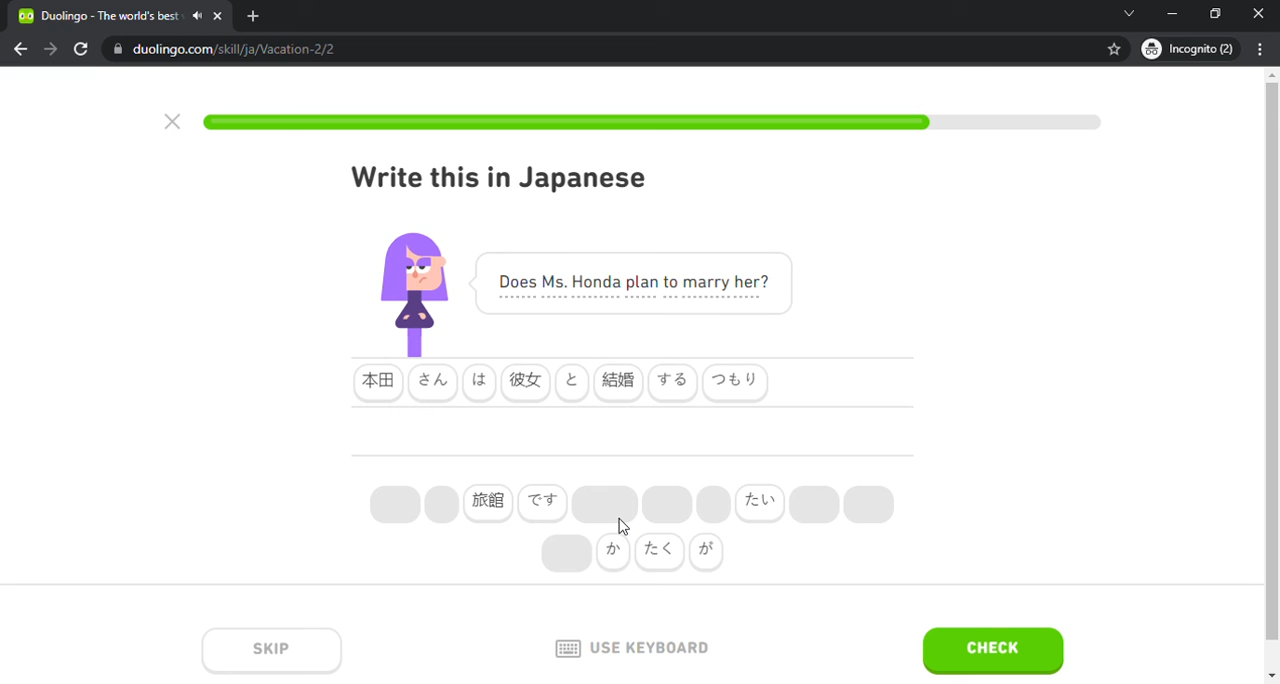 Duolingo - The world's best
duolingo.com/skill/ja/Vacation-2/2
Incognito (2)
Write this in Japanese
Does Ms. Honda plan to marry her?
本田 さん は 彼女 と 結婚 する つもり
旅館 です たい
か たく が
SKIP
USE KEYBOARD
CHECK